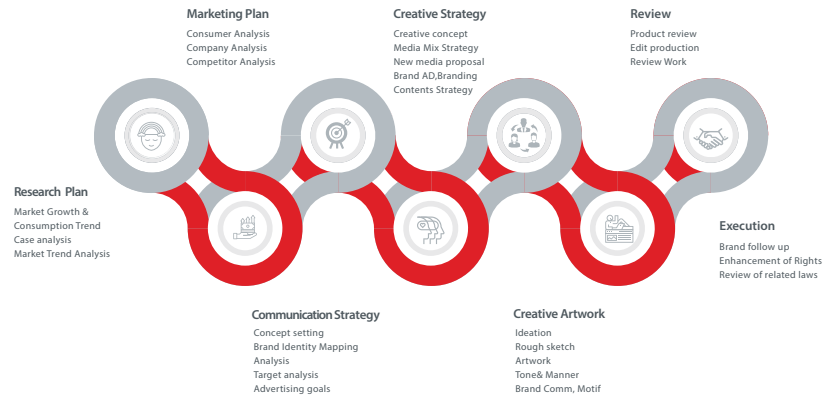 Marketing Plan
Consumer Analysis
Company Analysis
Competitor Analysis
Creative Strategy
Creative concept
Media Mix Strategy
New media proposal
Brand AD,Branding
Contents Strategy
Review
Product review
Edit production
Review Work
Research Plan
Market Growth &
Consumption Trend
Case analysis
Market Trend Analysis
Execution
Brand follow up
Enhancement of Rights
Review of related laws
Communication Strategy
Concept setting
Brand Identity Mapping
Analysis
Target analysis
Advertising goals
Creative Artwork
Ideation
Rough sketch
Artwork
Tone& Manner
Brand Comm, Motif